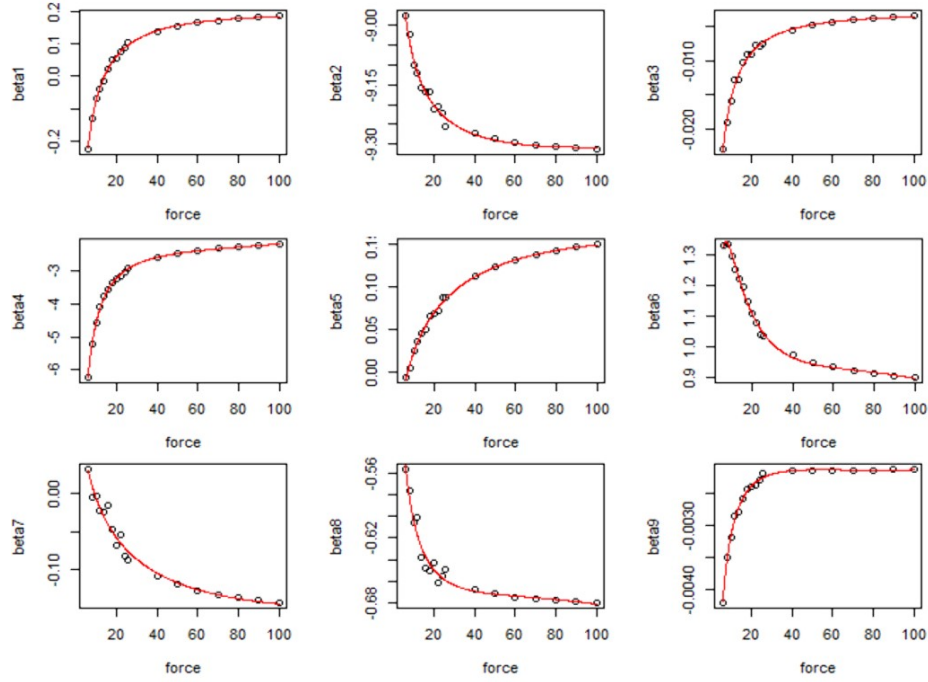 beta1
0.2
0.1
0.0
-0.2
20 40 60 80 100
force
beta2
-9.00
-9.15
-9.30
20 40 60 80 100
force
beta3
-0.010
-0.020
20 40 60 80 100
force
beta4
-3
-4
-5
-6
20 40 60 80 100
force
beta5
0.15
0.10
0.05
0.00
20 40 60 80 100
force
beta6
1.3
1.2
1.1
1.0
0.9
20 40 60 80 100
force
beta7
0.00
-0.10
20 40 60 80 100
force
beta8
-0.56
-0.62
-0.68
20 40 60 80 100
force
beta9
-0.0030
-0.0040
20 40 60 80 100
force